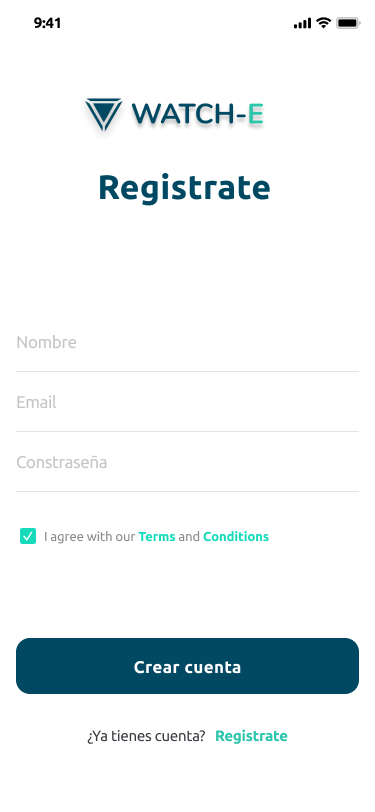 9:41
WATCH-E
Registrate
Nombre
Email
Constraseña
I agree with our Terms and Conditions
Crear cuenta
¿Ya tienes cuenta? Registrate